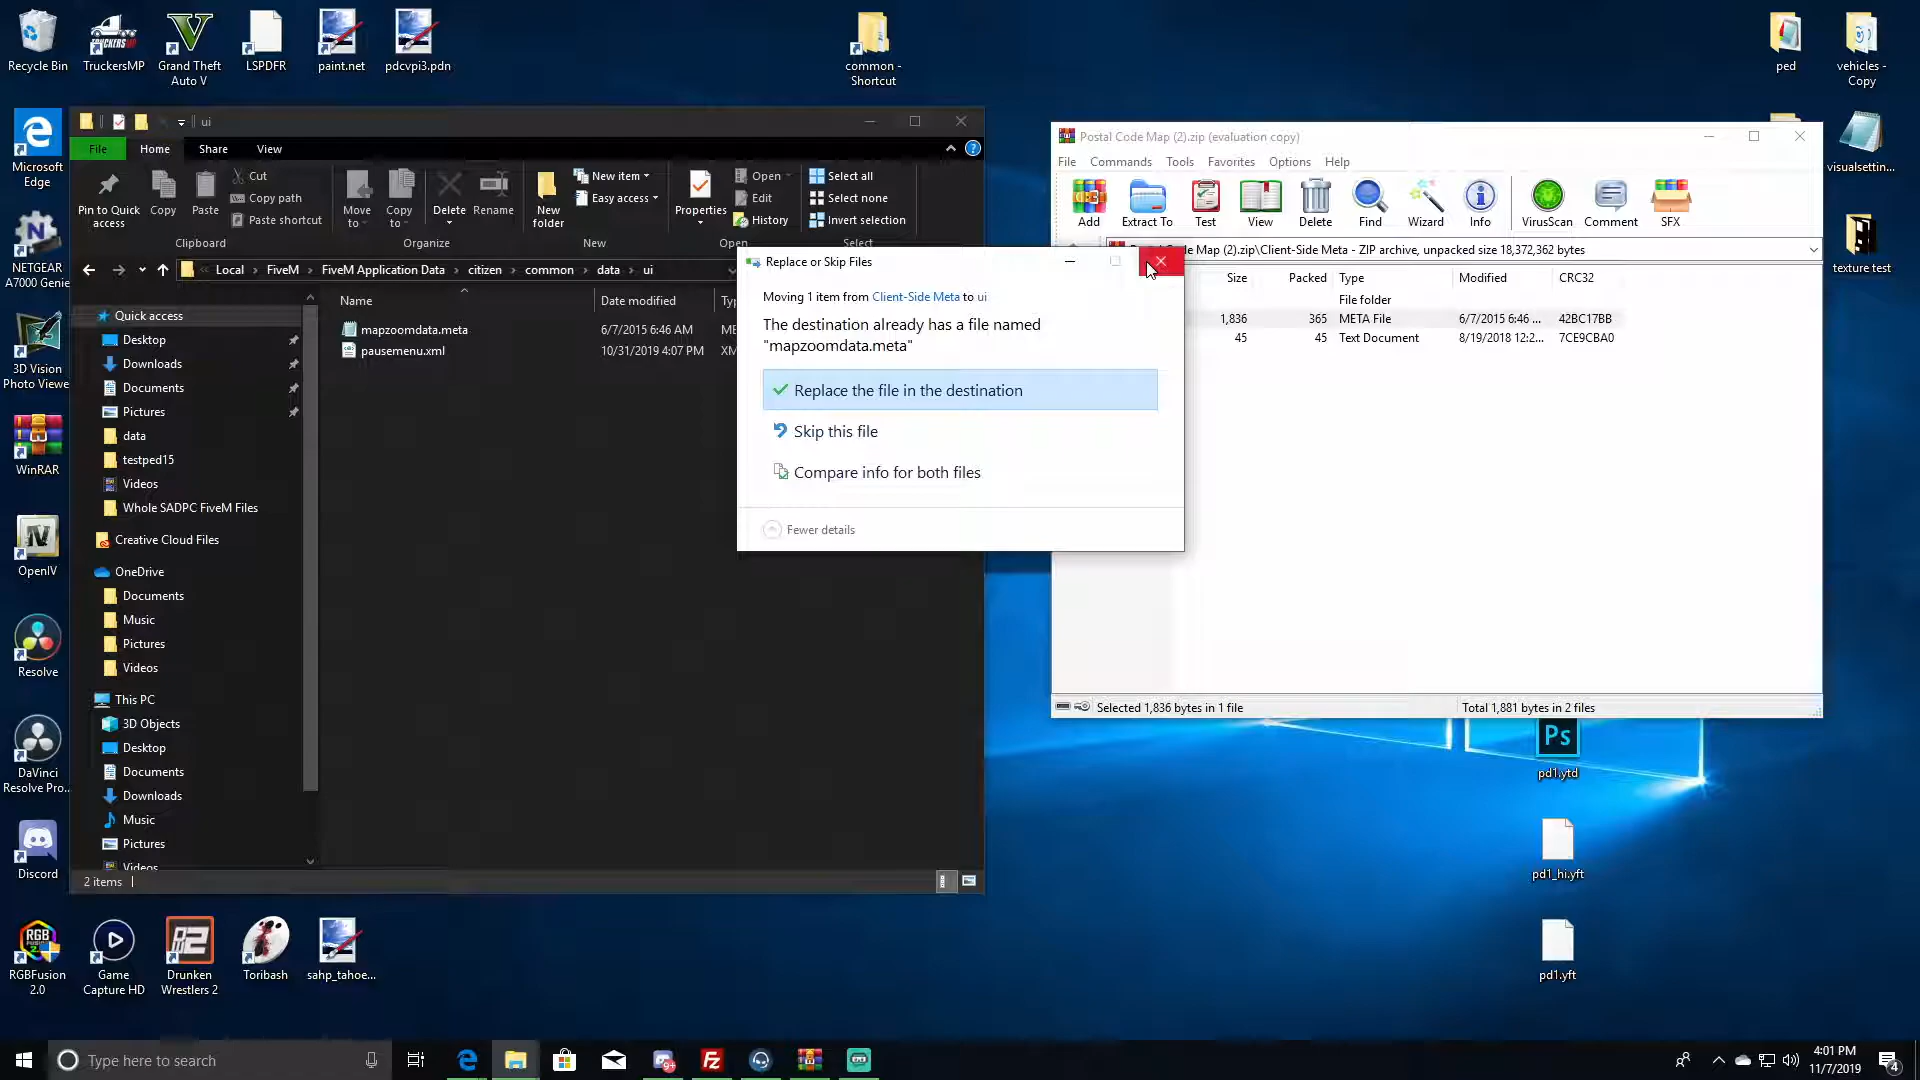 Recycle Bin
TruckersMP
Grand Theft
Auto V
LSPDFR
paint.net
pdcvpi3.pdn
common -
Shortcut
ped
vehicles -
Copy
Microsoft
Edge
NETGEAR
A7000 Genie
3D Vision
Photo Viewer
WinRAR
OpenIV
Resolve
DaVinci
Resolve Pro...
Discord
RGBFusion
2.0
Game
Capture HD
Drunken
Wrestlers 2
Toribash
sahp_tahoe...
visualsettin...
texture test
pd1.ytd
pd1_hi.yft
pd1.yft
ui
File Home Share View
Pin to Quick
access
Copy
Paste
Cut
Copy path
Paste shortcut
Clipboard
Move
to
Copy
to
Delete
Rename
Organize
New
folder
New item
Easy access
New
Properties
Open
Edit
History
Open
Select all
Select none
Invert selection
Select
Local > FiveM > FiveM Application Data > citizen > common > data > ui
Quick access
Desktop
Downloads
Documents
Pictures
data
testped15
Videos
Whole SADPC FiveM Files
Creative Cloud Files
OneDrive
Documents
Music
Pictures
Videos
This PC
3D Objects
Desktop
Documents
Downloads
Music
Pictures
Videos
Name Date modified
mapzoomdata.meta 6/7/2015 6:46 AM
pausemenu.xml 10/31/2019 4:07 PM
2 items
Replace or Skip Files
Moving 1 item from Client-Side Meta to ui
The destination already has a file named
"mapzoomdata.meta"
Replace the file in the destination
Skip this file
Compare info for both files
Fewer details
Postal Code Map (2).zip (evaluation copy)
File Commands Tools Favorites Options Help
Add Extract To Test View Delete Find Wizard Info VirusScan Comment SFX
Code Map (2).zip\Client-Side Meta - ZIP archive, unpacked size 18,372,362 bytes
Size Packed Type Modified CRC32
File folder
1,836 365 META File 6/7/2015 6:46 ... 42BC17BB
45 45 Text Document 8/19/2018 12:2... 7CE9CBA0
Selected 1,836 bytes in 1 file
Total 1,881 bytes in 2 files
Ps
Type here to search
4:01 PM
11/7/2019
4